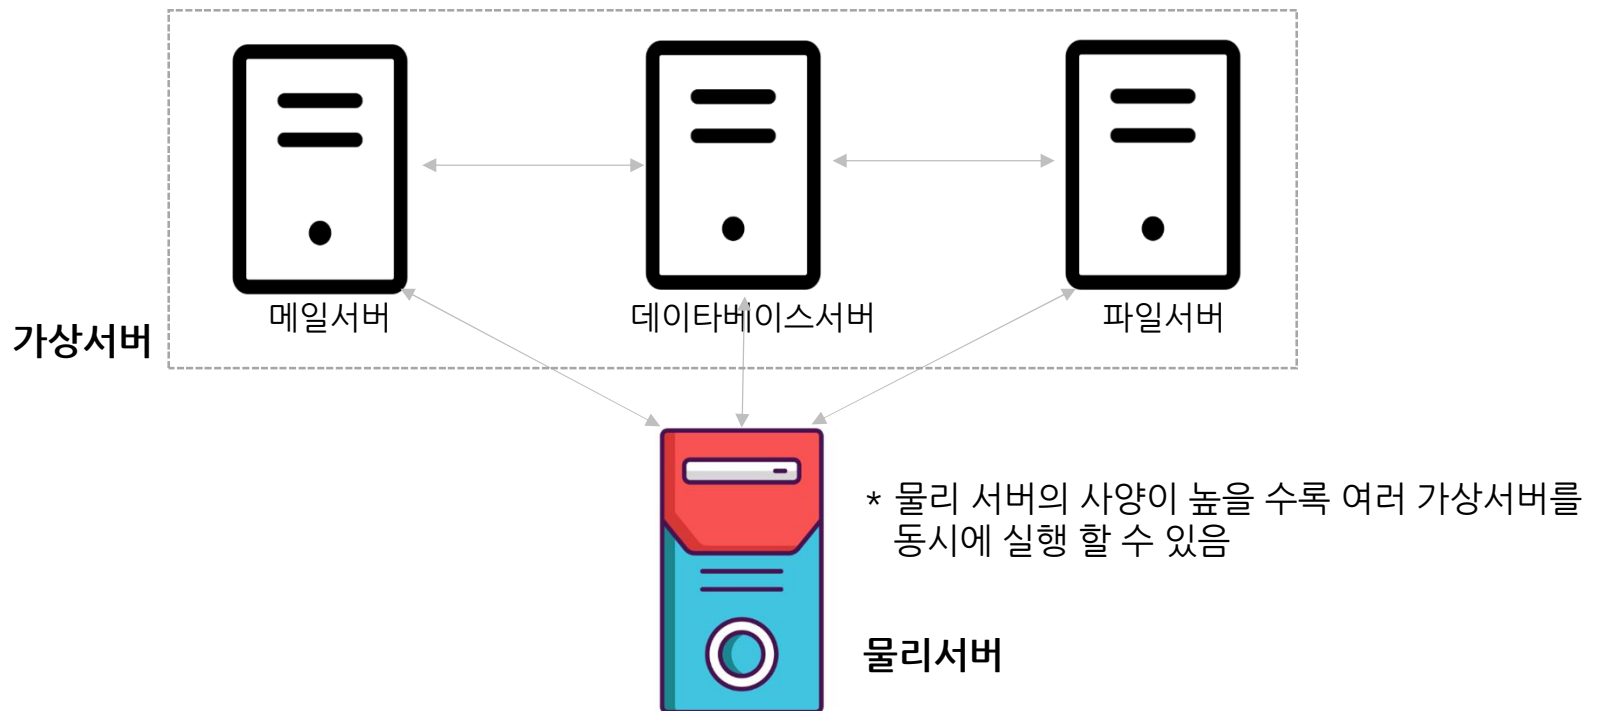 메일서버
데이타베이스서버
파일서버
가상서버
* 물리 서버의 사양이 높을 수록 여러 가상서버를
동시에 실행 할 수 있음
물리서버